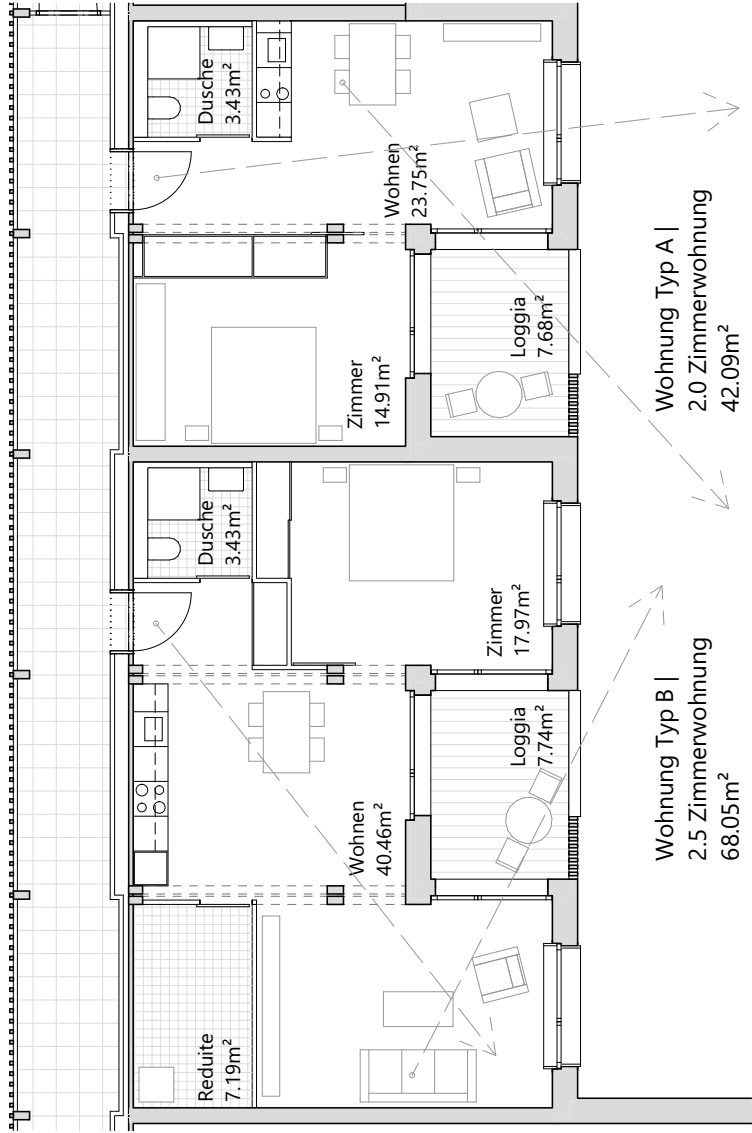 Reduite
7.19m²
Dusche
3.43m²
Dusche
3.43m²
Wohnen
40.46m²
Zimmer
14.91m²
Wohnen
23.75m²
Zimmer
17.97m²
Loggia
7.74m²
Loggia
7.68m²
Wohnung Typ B |
2.5 Zimmerwohnung
68.05m²
Wohnung Typ A |
2.0 Zimmerwohnung
42.09m²